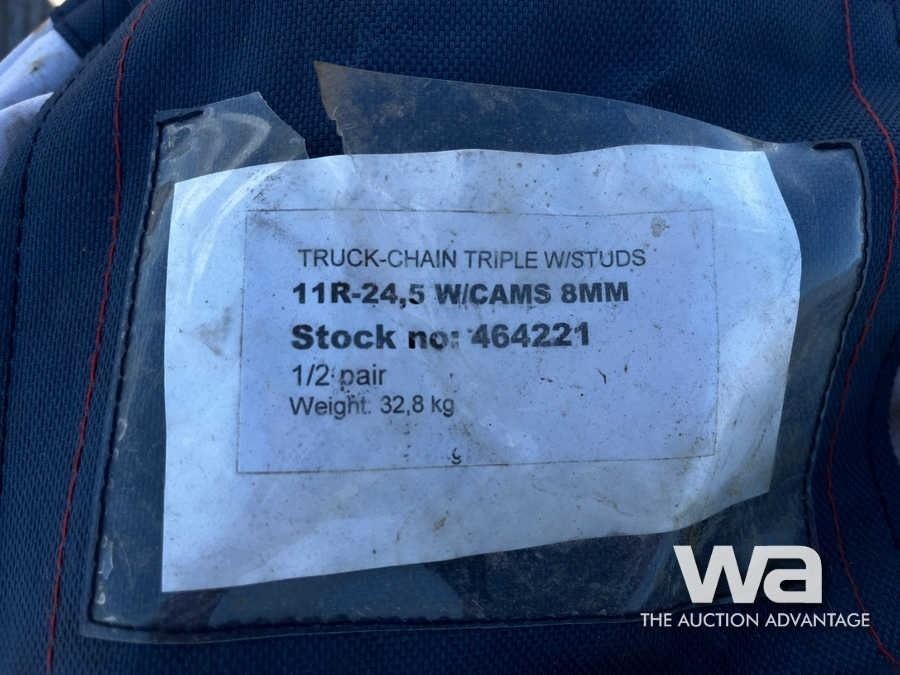 TRUCK-CHAIN TRIPLE W/STUDS
11R-24,5 W/CAMS 8MM
Stock no: 464221
1/2 pair
Weight: 32,8 kg
wa
THE AUCTION ADVANTAGE